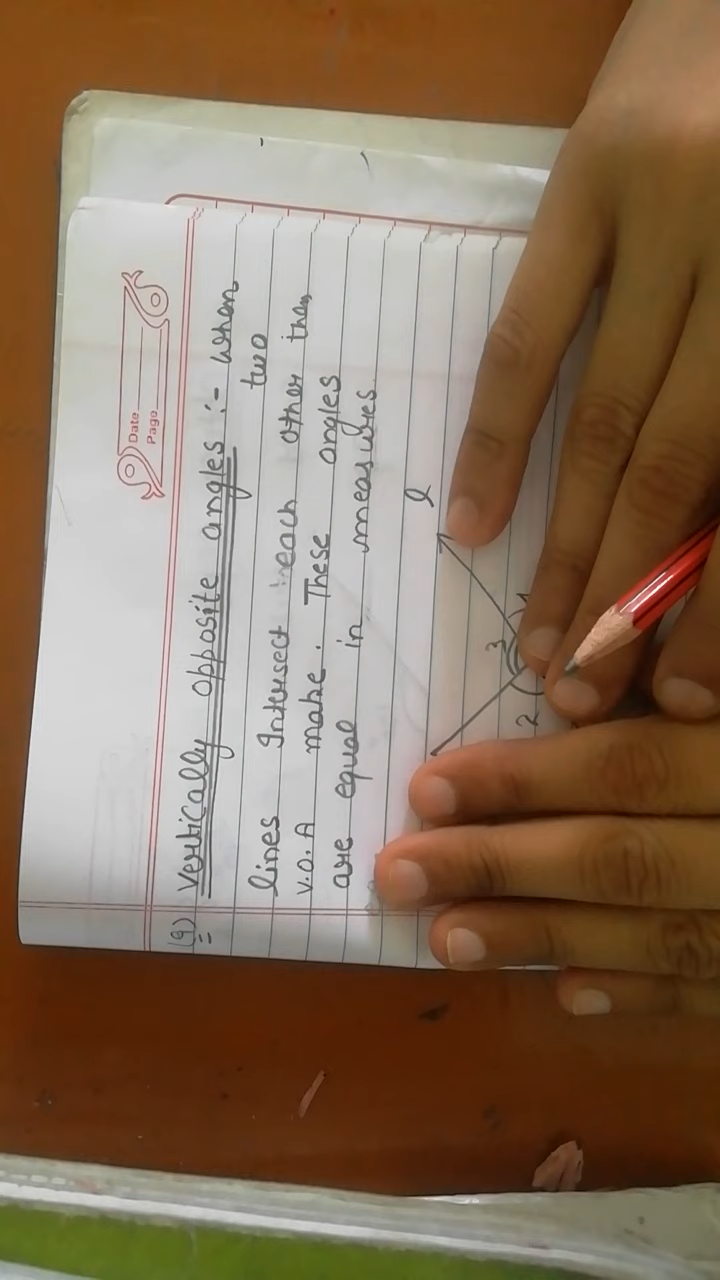 Date
Page
(9) Vertically opposite angles :- when two
lines Intersect each other then
V.O.A make. These angles
are equal in measures.
l
3
2